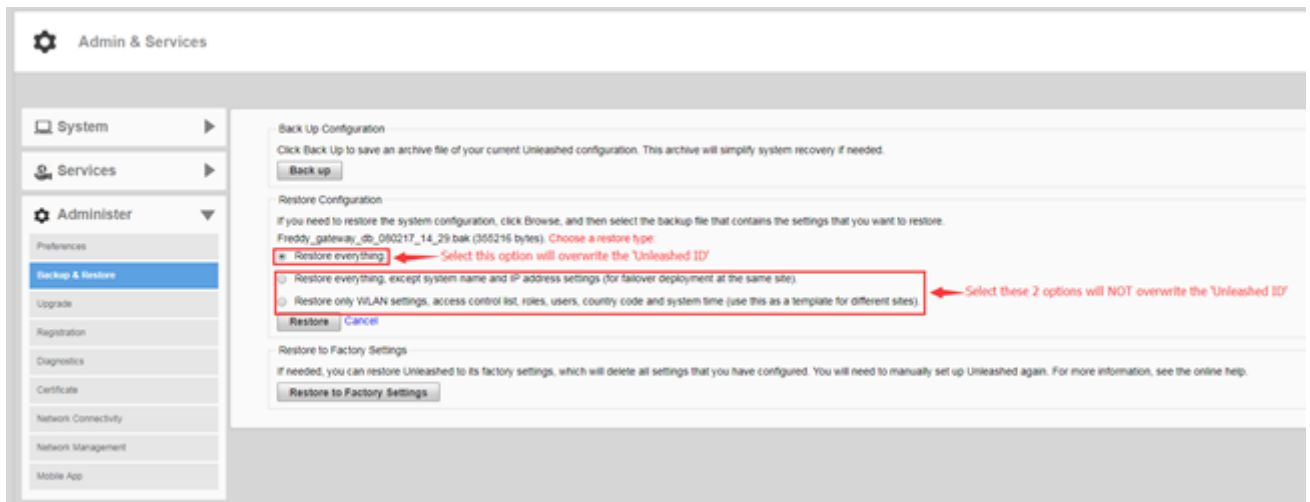 Admin & Services
System
Services
Administer
Preferences
Backup & Restore
Upgrade
Registration
Diagnostics
Certificate
Network Connectivity
Network Management
Mobile App
Back Up Configuration
Click Back Up to save an archive file of your current Unleashed configuration. This archive will simplify system recovery if needed.
Back up
Restore Configuration
If you need to restore the system configuration, click Browse, and then select the backup file that contains the settings that you want to restore.
Freddy_gateway_db_080217_14_29.bak (355216 bytes). Choose a restore type:
Restore everything. Select this option will overwrite the 'Unleashed ID'
Restore everything, except system name and IP address settings (for failover deployment at the same site).
Restore only WLAN settings, access control list, roles, users, country code and system time (use this as a template for different sites).
Select these 2 options will NOT overwrite the 'Unleashed ID'
Restore Cancel
Restore to Factory Settings
If needed, you can restore Unleashed to its factory settings, which will delete all settings that you have configured. You will need to manually set up Unleashed again. For more information, see the online help.
Restore to Factory Settings